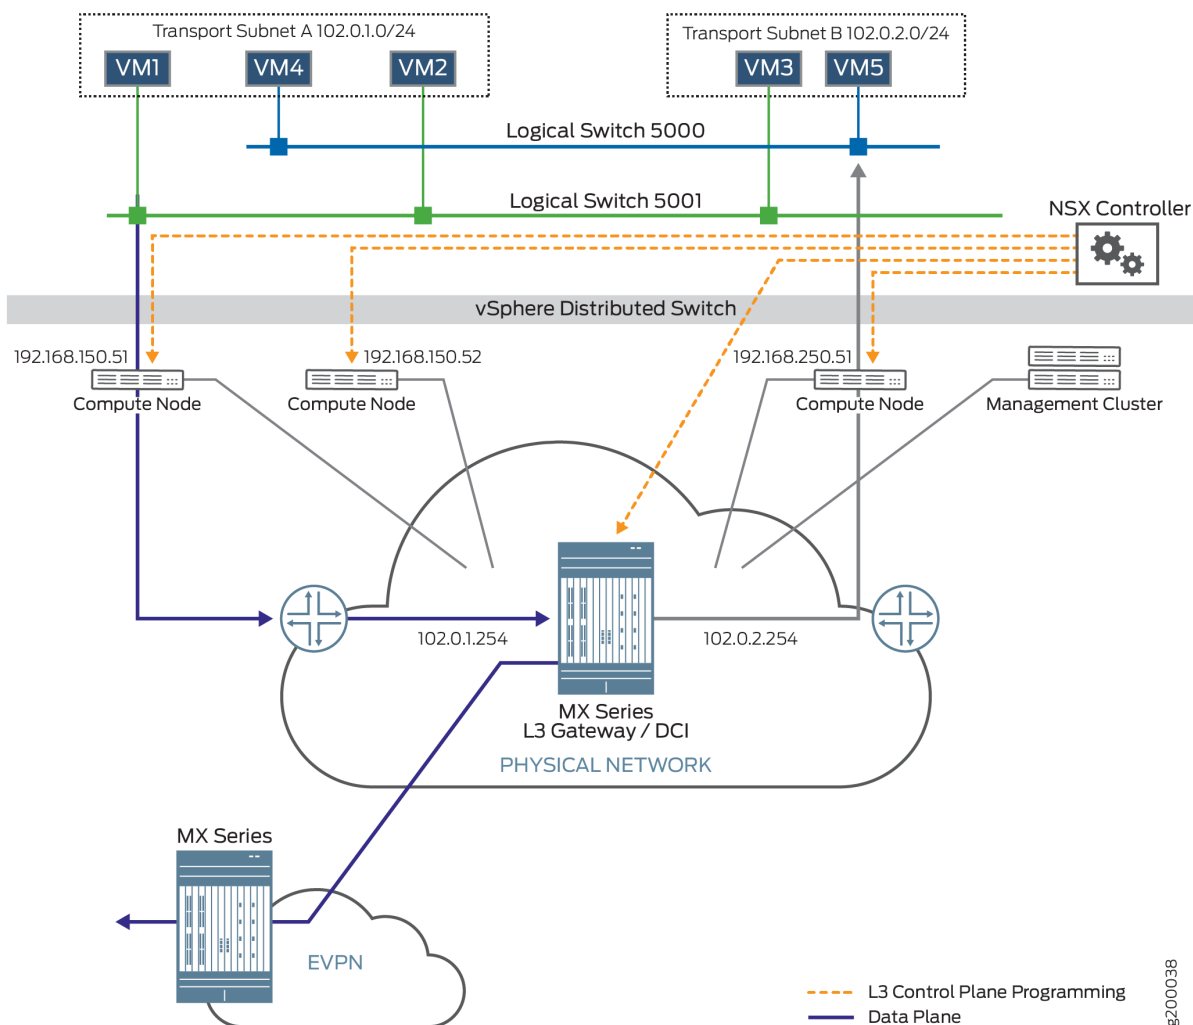 Transport Subnet A 102.0.1.0/24
Transport Subnet B 102.0.2.0/24
VM1
VM4
VM2
VM3
VM5
Logical Switch 5000
Logical Switch 5001
NSX Controller
vSphere Distributed Switch
192.168.150.51
192.168.150.52
192.168.250.51
Compute Node
Compute Node
Compute Node
Management Cluster
102.0.1.254
102.0.2.254
MX Series
L3 Gateway / DCI
PHYSICAL NETWORK
MX Series
EVPN
L3 Control Plane Programming
Data Plane
g200038